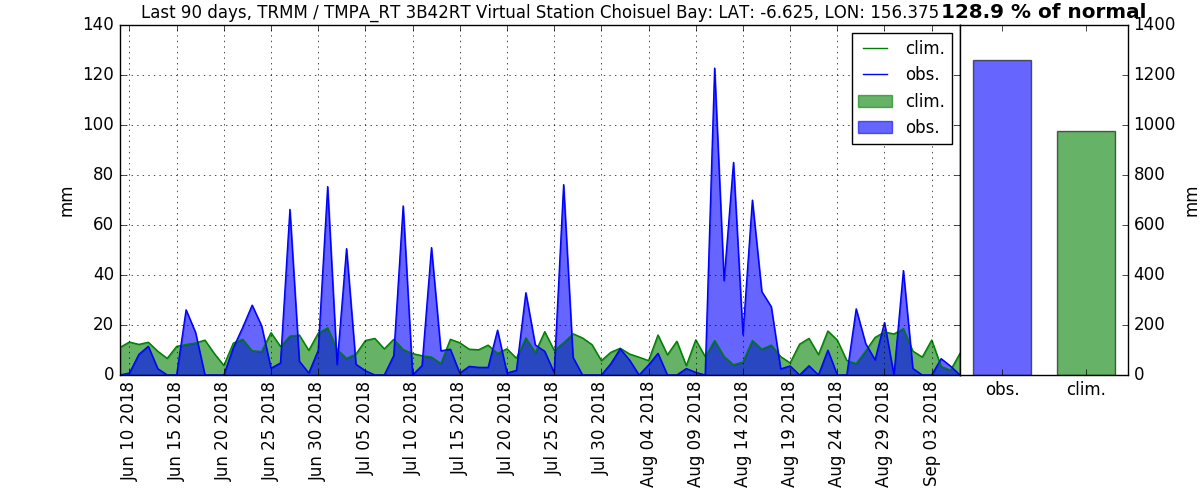 Last 90 days, TRMM / TMPA_RT 3B42RT Virtual Station Choisuel Bay: LAT: -6.625, LON: 156.375
128.9 % of normal
mm
140
120
100
80
60
40
20
0
clim.
obs.
clim.
obs.
Jun 10 2018
Jun 15 2018
Jun 20 2018
Jun 25 2018
Jun 30 2018
Jul 05 2018
Jul 10 2018
Jul 15 2018
Jul 20 2018
Jul 25 2018
Jul 30 2018
Aug 04 2018
Aug 09 2018
Aug 14 2018
Aug 19 2018
Aug 24 2018
Aug 29 2018
Sep 03 2018
obs.
clim.
1400
1200
1000
800
600
400
200
0
mm